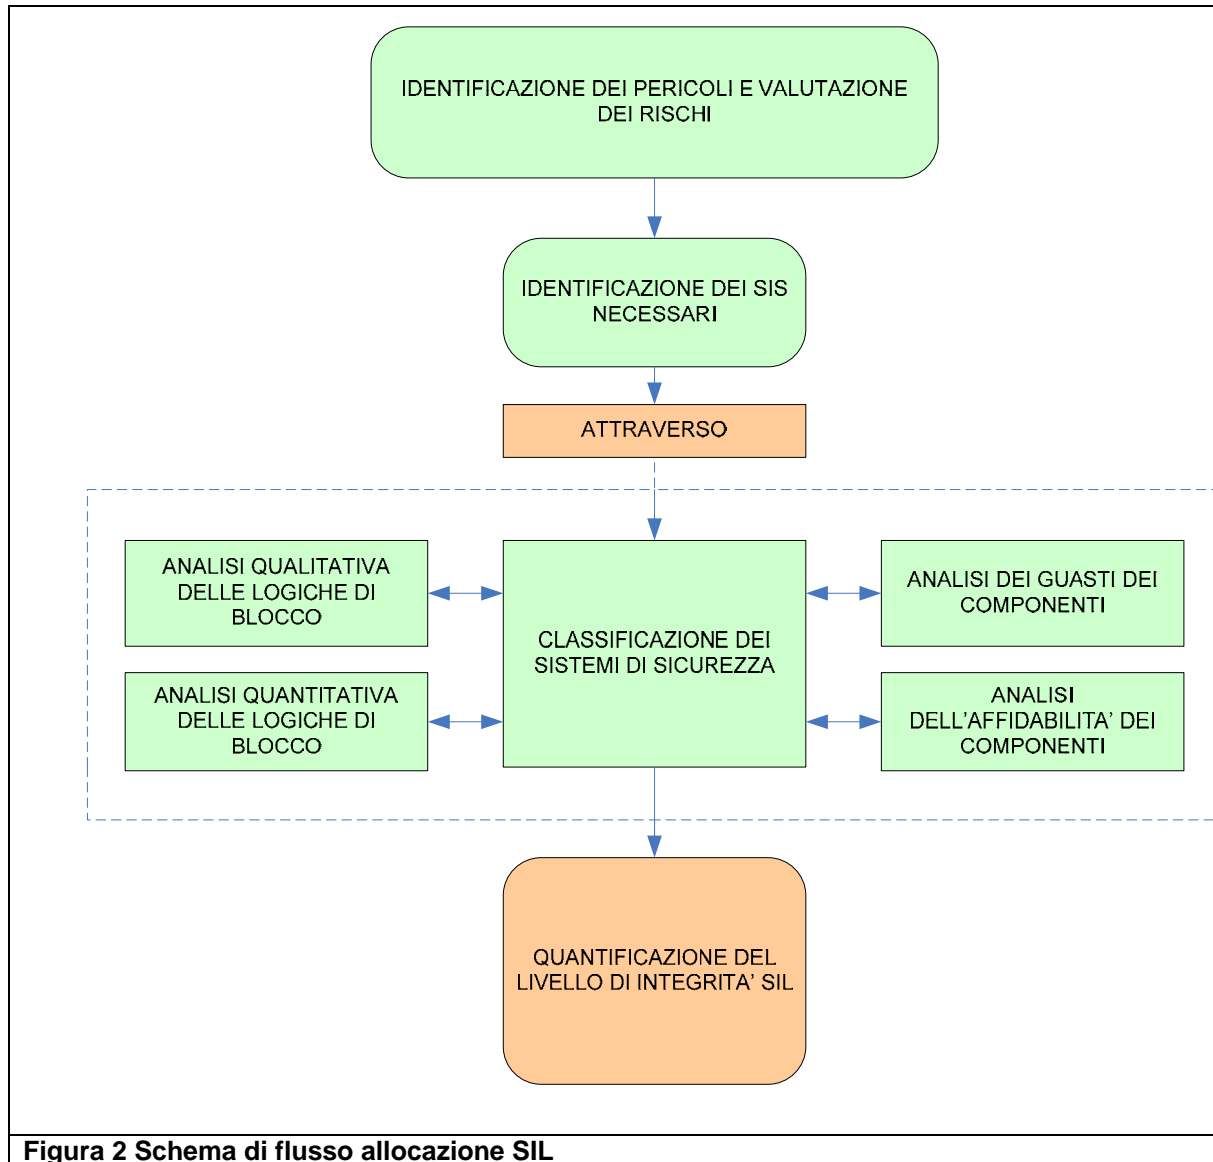 IDENTIFICAZIONE DEI PERICOLI E VALUTAZIONE
DEI RISCHI
IDENTIFICAZIONE DEI SIS
NECESSARI
ATTRAVERSO
ANALISI QUALITATIVA
DELLE LOGICHE DI
BLOCCO
ANALISI QUANTITATIVA
DELLE LOGICHE DI
BLOCCO
CLASSIFICAZIONE DEI
SISTEMI DI SICUREZZA
ANALISI DEI GUASTI DEI
COMPONENTI
ANALISI
DELL'AFFIDABILITA' DEI
COMPONENTI
QUANTIFICAZIONE DEL
LIVELLO DI INTEGRITA' SIL
Figura 2 Schema di flusso allocazione SIL